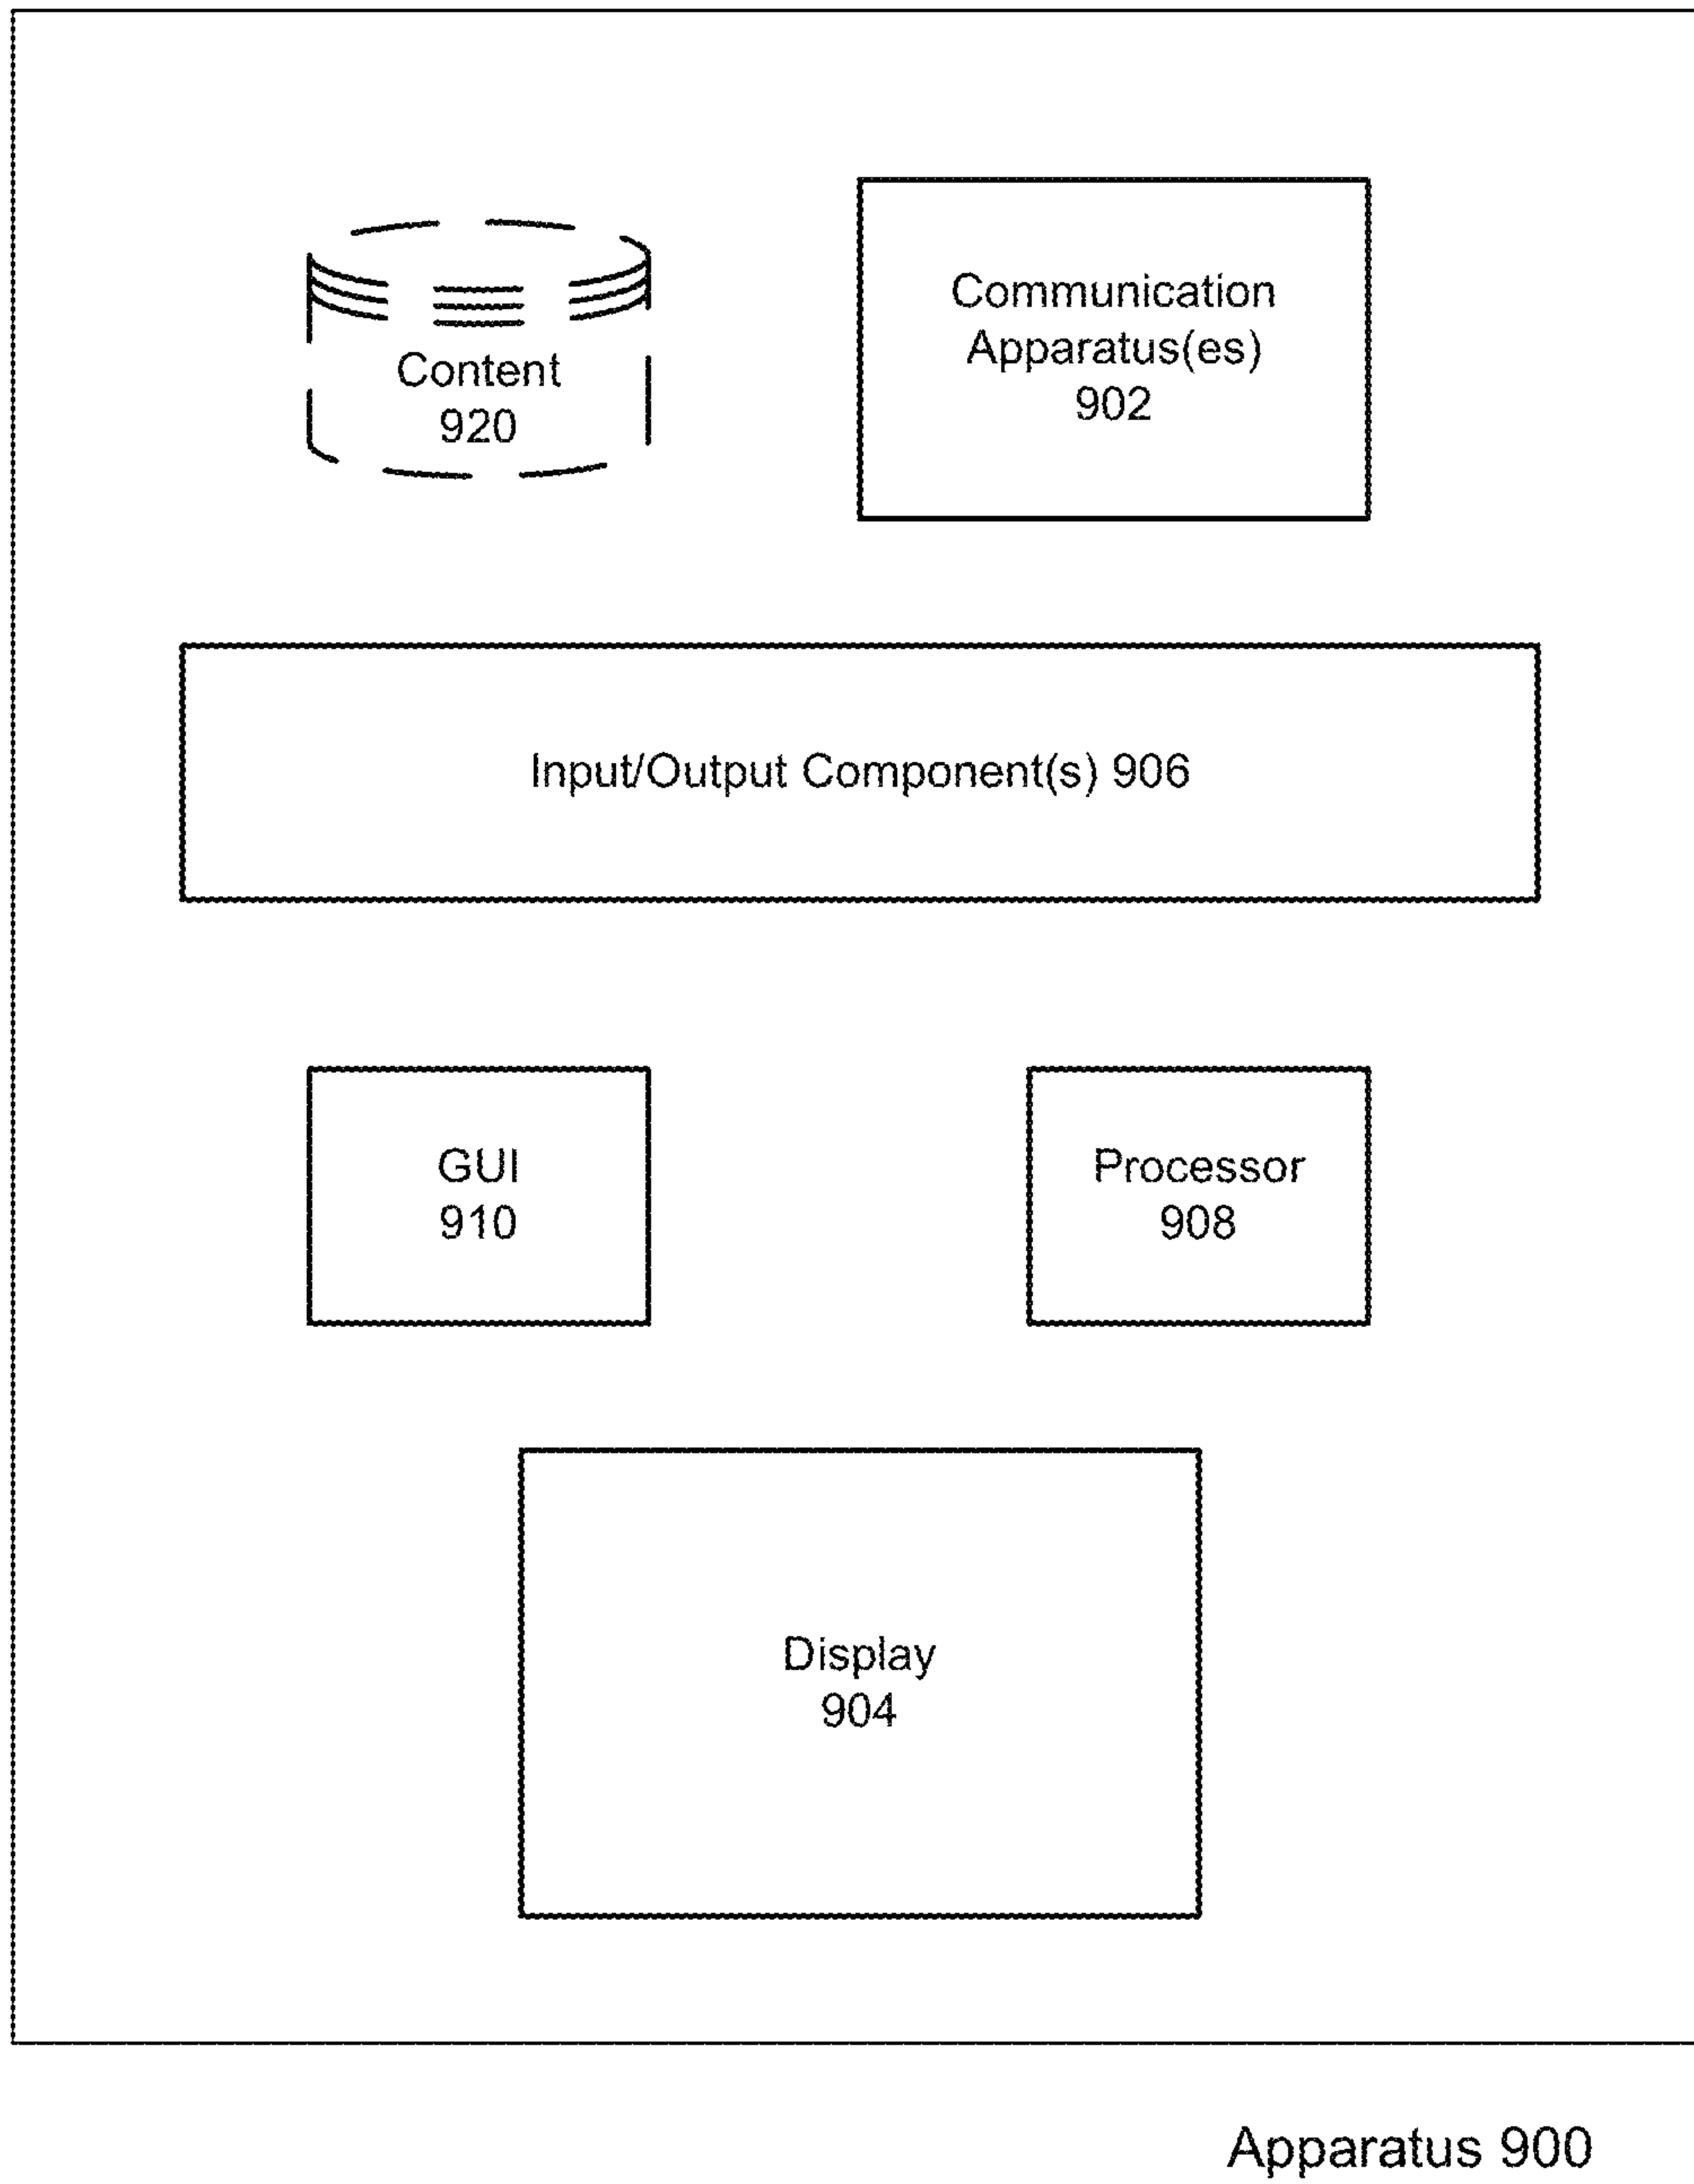 Content
920
Communication
Apparatus(es)
902
Input/Output Component(s) 906
GUI
910
Processor
908
Display
904
Apparatus 900